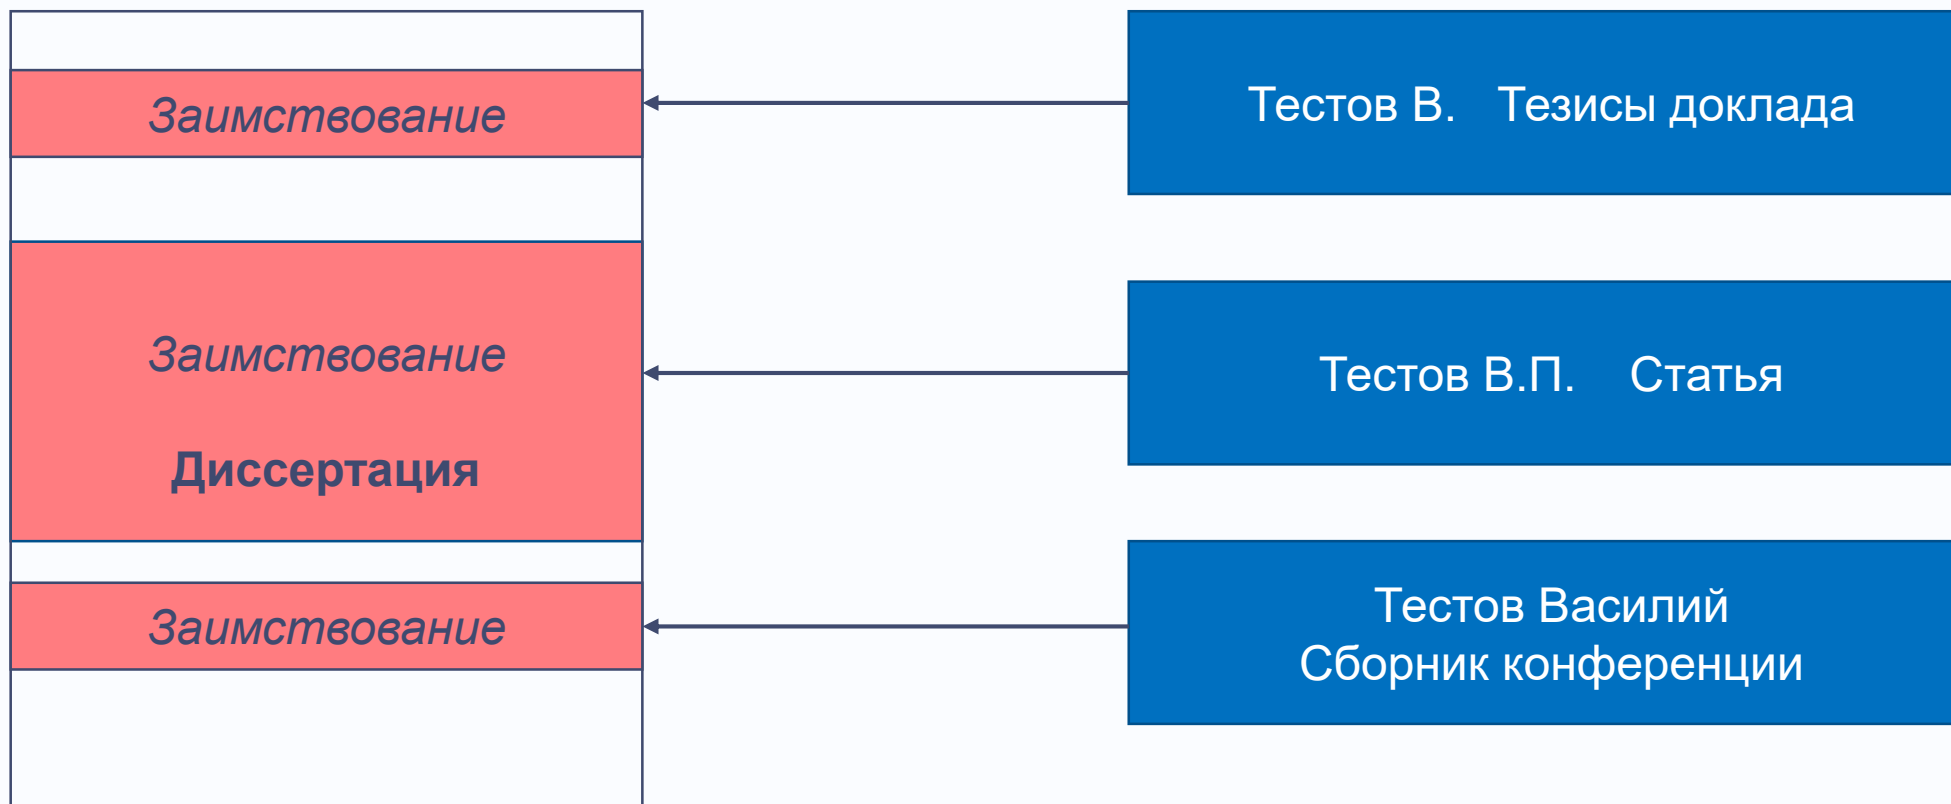 Заимствование
Тестов В. Тезисы доклада
Заимствование
Диссертация
Тестов В.П. Статья
Заимствование
Тестов Василий
Сборник конференции